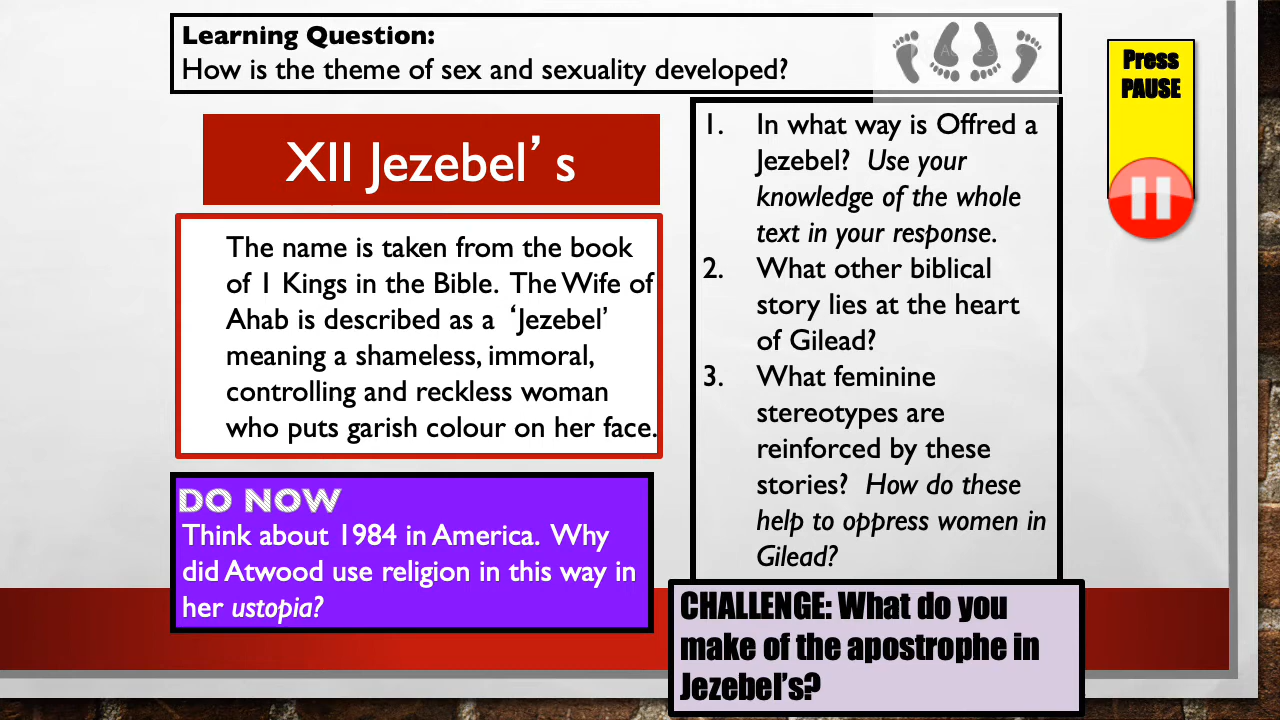 Learning Question:
How is the theme of sex and sexuality developed?
XII Jezebel’s
The name is taken from the book
of 1 Kings in the Bible. The Wife of
Ahab is described as a ‘Jezebel’
meaning a shameless, immoral,
controlling and reckless woman
who puts garish colour on her face.
DO NOW
Think about 1984 in America. Why
did Atwood use religion in this way in
her ustopia?
1. In what way is Offred a
Jezebel? Use your
knowledge of the whole
text in your response.
2. What other biblical
story lies at the heart
of Gilead?
3. What feminine
stereotypes are
reinforced by these
stories? How do these
help to oppress women in
Gilead?
CHALLENGE: What do you
make of the apostrophe in
Jezebel’s?
Press
PAUSE